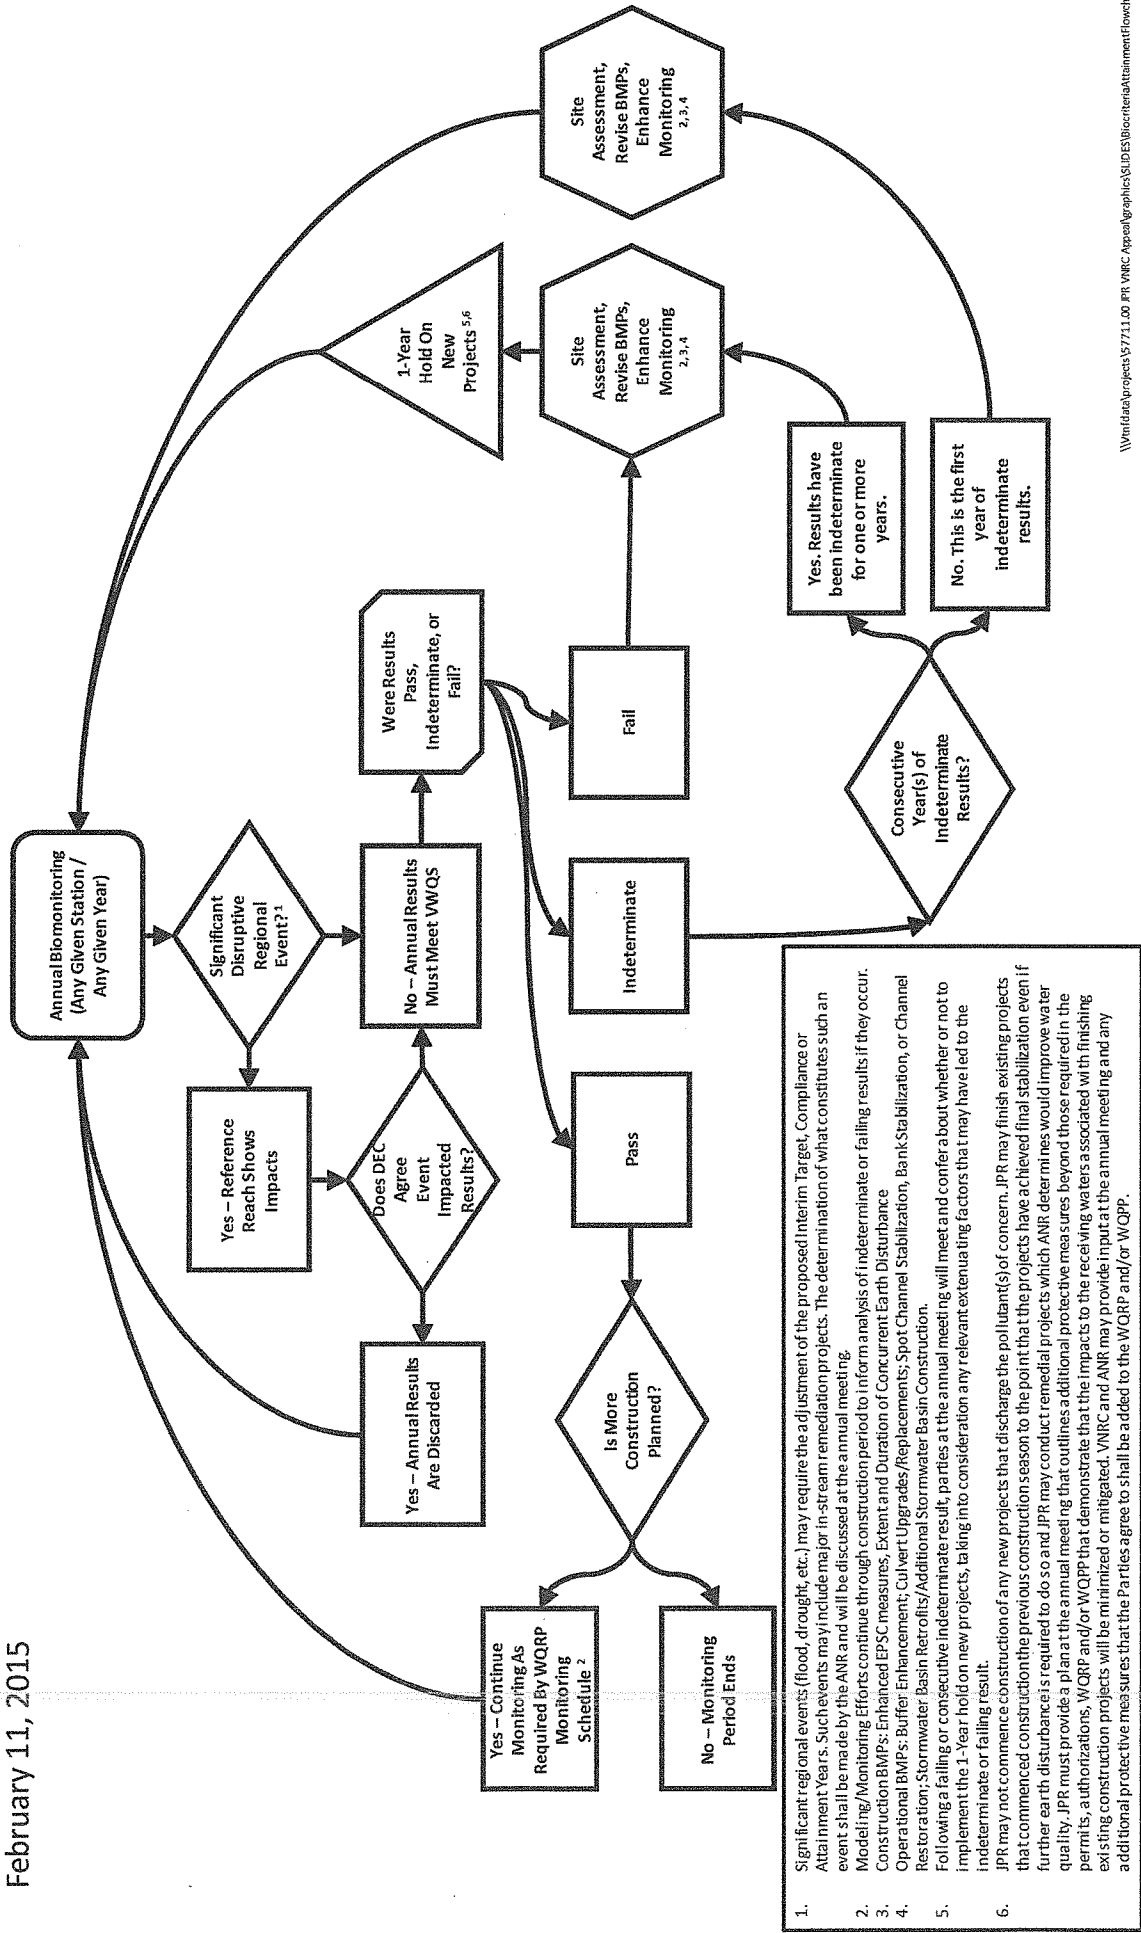 February 11, 2015
Annual Biomonitoring
(Any Given Station /
Any Given Year)
Significant
Disruptive
Regional
Event? 1
Yes – Reference
Reach Shows
Impacts
Does DEC
Agree
Event
Impacted
Results?
Yes – Annual Results
Are Discarded
No – Annual Results
Must Meet VWQS
Were Results
Pass,
Indeterminate, or
Fail?
Pass
Indeterminate
Fail
Is More
Construction
Planned?
Yes – Continue
Monitoring As
Required By WQRP
Monitoring
Schedule 2
No – Monitoring
Period Ends
Consecutive
Year(s) of
Indeterminate
Results?
Yes. Results have
been indeterminate
for one or more
years.
No. This is the first
year of
indeterminate
results.
Site
Assessment,
Revise BMPs,
Enhance
Monitoring
2,3,4
1-Year
Hold On
New
Projects 5,6
Site
Assessment,
Revise BMPs,
Enhance
Monitoring
2,3,4
1. Significant regional events (flood, drought, etc.) may require the adjustment of the proposed Interim Target, Compliance or
Attainment Years. Such events may include major in-stream remediation projects. The determination of what constitutes such an
event shall be made by the ANR and will be discussed at the annual meeting.
2. Modeling/Monitoring Efforts continue through construction period to inform analysis of indeterminate or failing results if they occur.
3. Construction BMPs: Enhanced EPSC measures, Extent and Duration of Concurrent Earth Disturbance
4. Operational BMPs: Buffer Enhancement; Culvert Upgrades/Replacements; Spot Channel Stabilization, Bank Stabilization, or Channel
Restoration; Stormwater Basin Retrofits/Additional Stormwater Basin Construction.
5. Following a failing or consecutive indeterminate result, parties at the annual meeting will meet and confer about whether or not to
implement the 1-Year hold on new projects, taking into consideration any relevant extenuating factors that may have led to the
indeterminate or failing result.
6. JPR may not commence construction of any new projects that discharge the pollutant(s) of concern. JPR may finish existing projects
that commenced construction the previous construction season to the point that the projects have achieved final stabilization even if
further earth disturbance is required to do so and JPR may conduct remedial projects which ANR determines would improve water
quality. JPR must provide a plan at the annual meeting that outlines additional protective measures beyond those required in the
permits, authorizations, WQRP and/or WQPP that demonstrate that the impacts to the receiving waters associated with finishing
existing construction projects will be minimized or mitigated. VNRC and ANR may provide input at the annual meeting and any
additional protective measures that the Parties agree to shall be added to the WQRP and/or WQPP.
\\Vtnfdata\projects\57711.00 JPR VNRC Appeal\graphics\SLIDES\BiocriteriaAttainmentFlowch